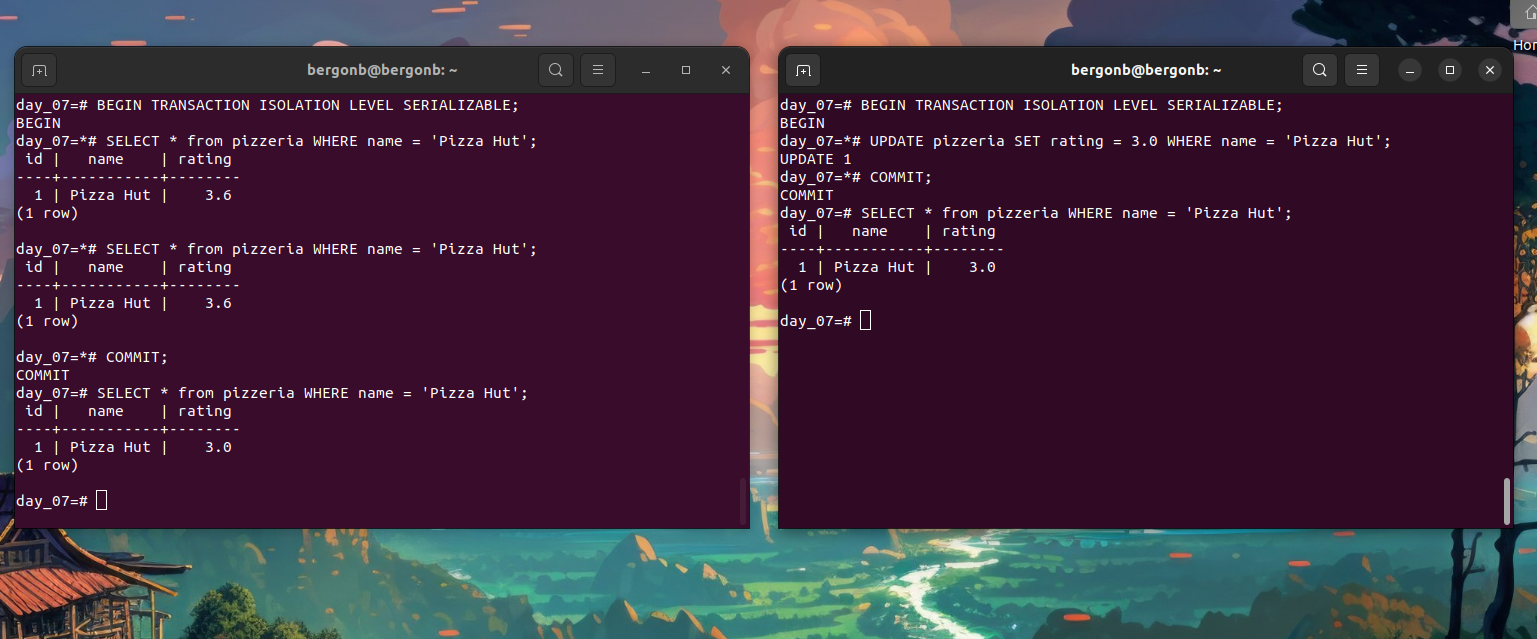 bergonb@bergonb: ~
day_07=# BEGIN TRANSACTION ISOLATION LEVEL SERIALIZABLE;
BEGIN
day_07=*# SELECT * from pizzeria WHERE name = 'Pizza Hut';
 id |   name    | rating
----+-----------+--------
  1 | Pizza Hut |    3.6
(1 row)

day_07=*# SELECT * from pizzeria WHERE name = 'Pizza Hut';
 id |   name    | rating
----+-----------+--------
  1 | Pizza Hut |    3.6
(1 row)

day_07=*# COMMIT;
COMMIT
day_07=# SELECT * from pizzeria WHERE name = 'Pizza Hut';
 id |   name    | rating
----+-----------+--------
  1 | Pizza Hut |    3.0
(1 row)

day_07=#
bergonb@bergonb: ~
day_07=# BEGIN TRANSACTION ISOLATION LEVEL SERIALIZABLE;
BEGIN
day_07=*# UPDATE pizzeria SET rating = 3.0 WHERE name = 'Pizza Hut';
UPDATE 1
day_07=*# COMMIT;
COMMIT
day_07=# SELECT * from pizzeria WHERE name = 'Pizza Hut';
 id |   name    | rating
----+-----------+--------
  1 | Pizza Hut |    3.0
(1 row)

day_07=#